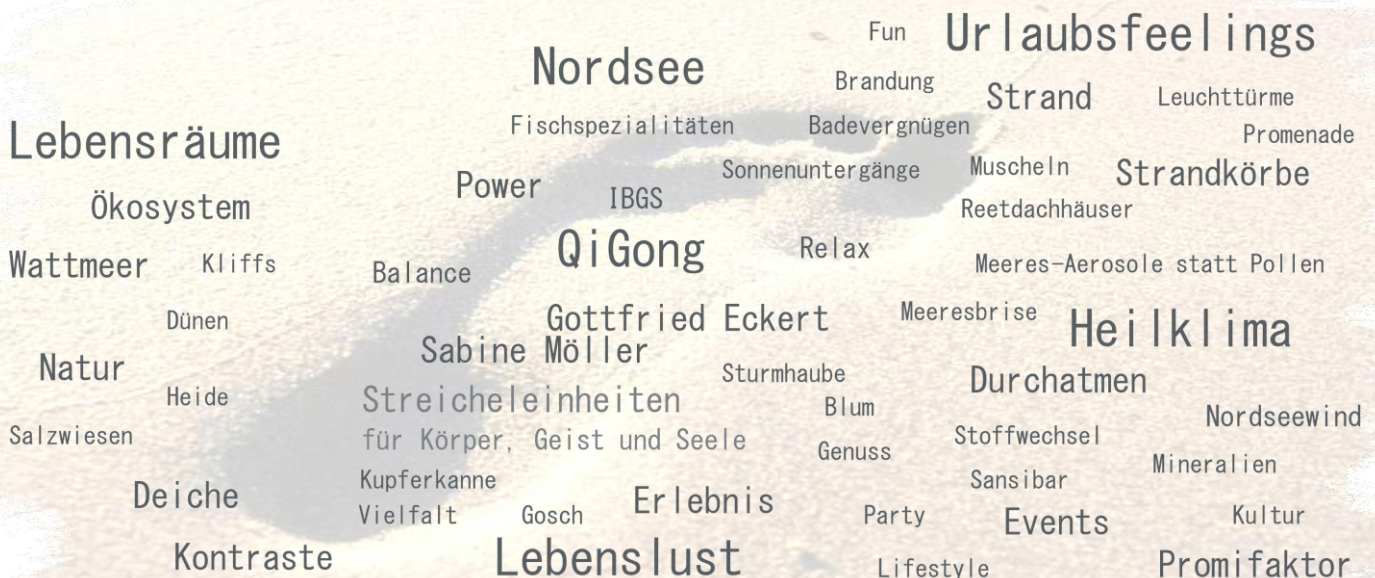 Fun
Urlaubsfeelings
Nordsee
Brandung
Strand
Leuchttürme
Fischspezialitäten
Badevergnügen
Promenade
Lebensräume
Sonnenuntergänge
Muscheln
Strandkörbe
Power
IBGS
Ökosystem
Reetdachhäuser
QiGong
Relax
Wattmeer
Kliffs
Balance
Meeres-Aerosole statt Pollen
Dünen
Gottfried Eckert
Meeresbrise
Heilklima
Sabine Möller
Natur
Sturmhaube
Durchatmen
Heide
Streicheleinheiten
Blum
Nordseewind
Salzwiesen
für Körper, Geist und Seele
Stoffwechsel
Genuss
Mineralien
Kupferkanne
Sansibar
Deiche
Erlebnis
Vielfalt
Gosch
Party
Events
Kultur
Kontraste
Lebenslust
Lifestyle
Promifaktor